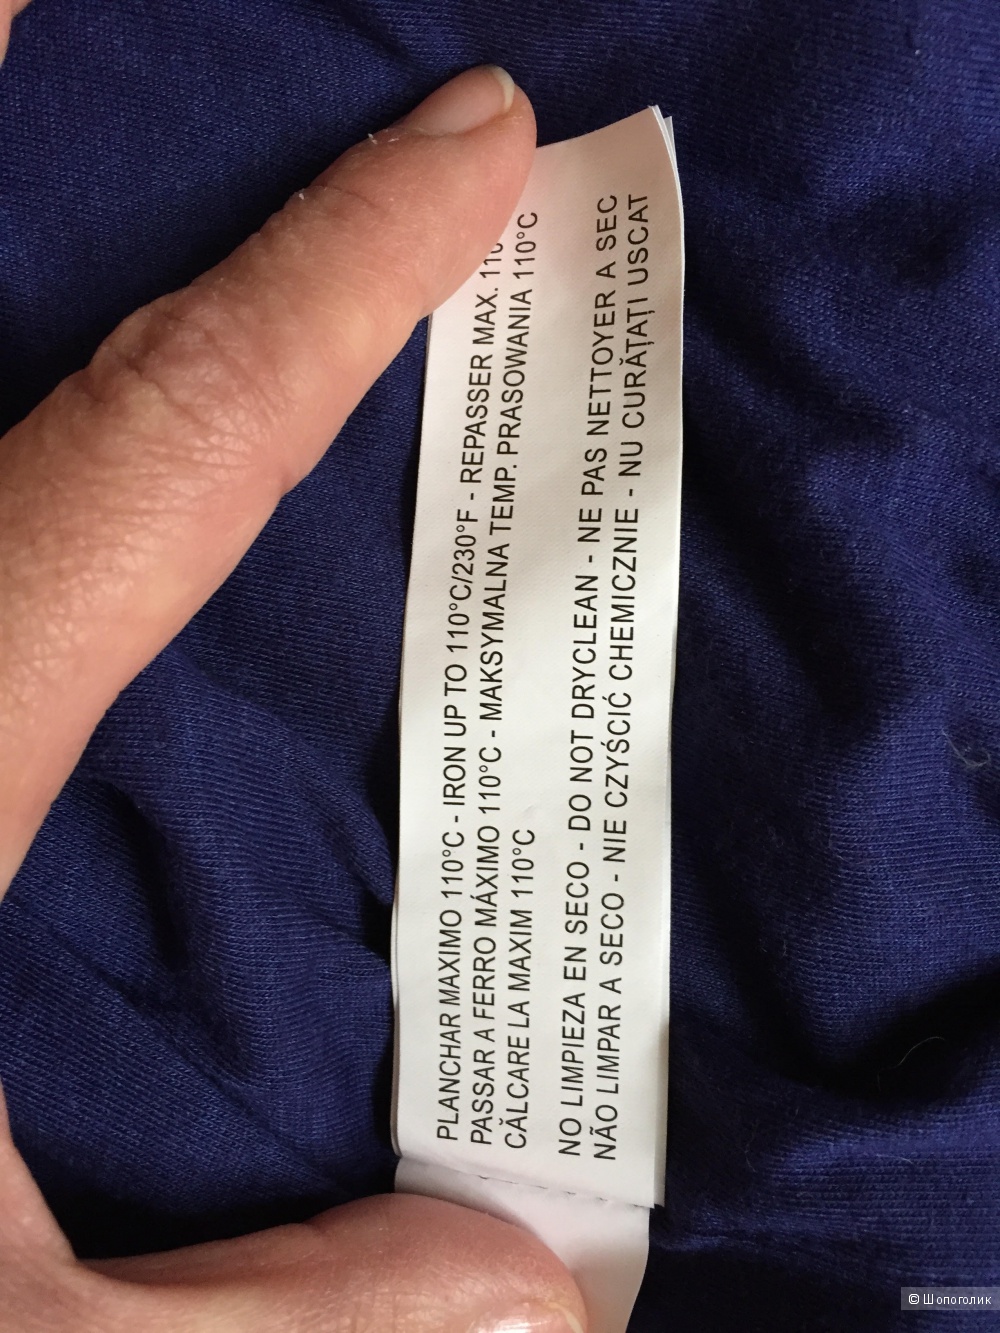 PLANCHAR MAXIMO 110°C - IRON UP TO 110°C/230°F - REPASSER MAX. 110
PASSAR A FERRO MÁXIMO 110°C - MAKSYMALNA TEMP. PRASOWANIA 110°C
CĂLCARE LA MAXIM 110°C
NO LIMPIEZA EN SECO - DO NOT DRYCLEAN - NE PAS NETTOYER A SEC
NÃO LIMPAR A SECO - NIE CZYŚCIĆ CHEMICZNIE - NU CURĂȚAȚI USCAT
© Шопоголик